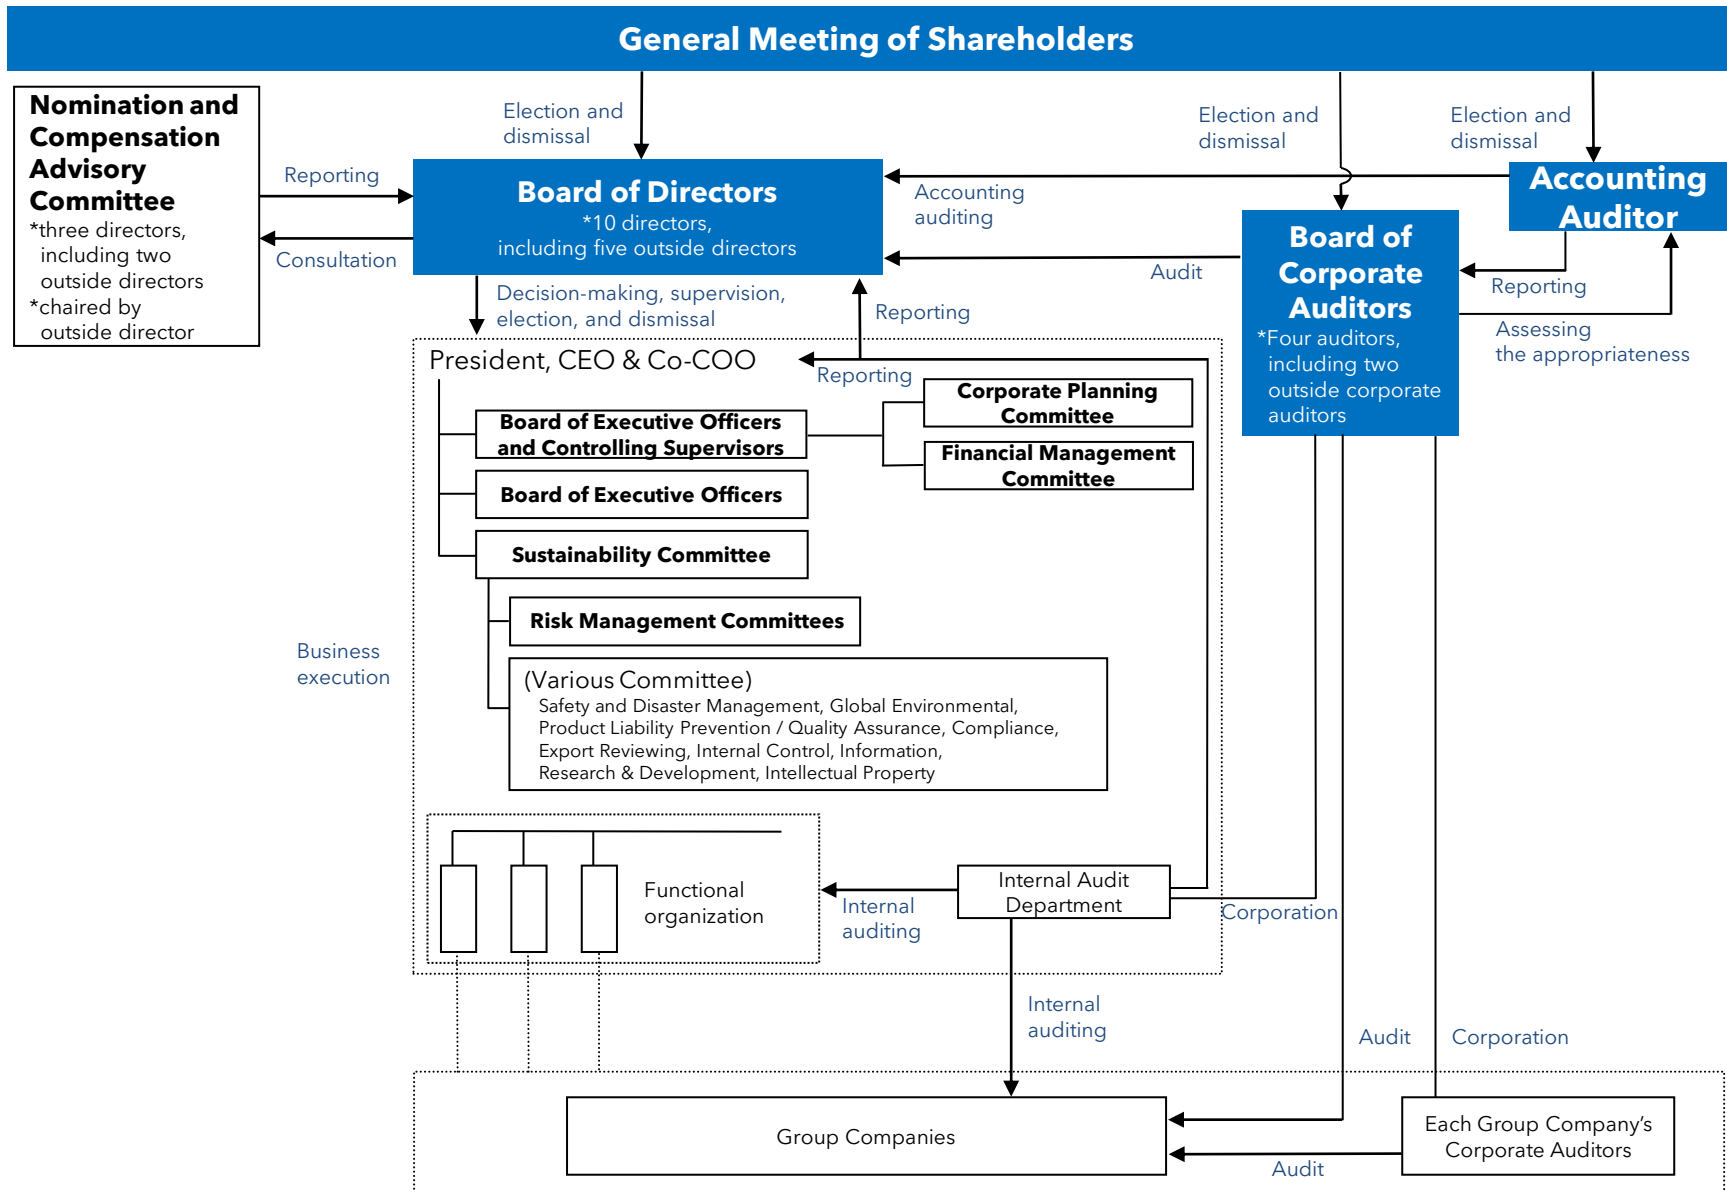 General Meeting of Shareholders
Nomination and
Compensation
Advisory
Committee
*three directors,
including two
outside directors
*chaired by
outside director
Reporting
Consultation
Election and
dismissal
Board of Directors
*10 directors,
including five outside directors
Decision-making, supervision,
election, and dismissal
Reporting
Accounting
auditing
Audit
Election and
dismissal
Election and
dismissal
Accounting
Auditor
Board of
Corporate
Auditors
*Four auditors,
including two
outside corporate
auditors
Reporting
Assessing
the appropriateness
President, CEO & Co-COO
Reporting
Board of Executive Officers
and Controlling Supervisors
Corporate Planning
Committee
Financial Management
Committee
Board of Executive Officers
Sustainability Committee
Risk Management Committees
Business
execution
(Various Committee)
Safety and Disaster Management, Global Environmental,
Product Liability Prevention / Quality Assurance, Compliance,
Export Reviewing, Internal Control, Information,
Research & Development, Intellectual Property
Functional
organization
Internal
auditing
Internal Audit
Department
Corporation
Internal
auditing
Audit
Corporation
Group Companies
Audit
Each Group Company’s
Corporate Auditors